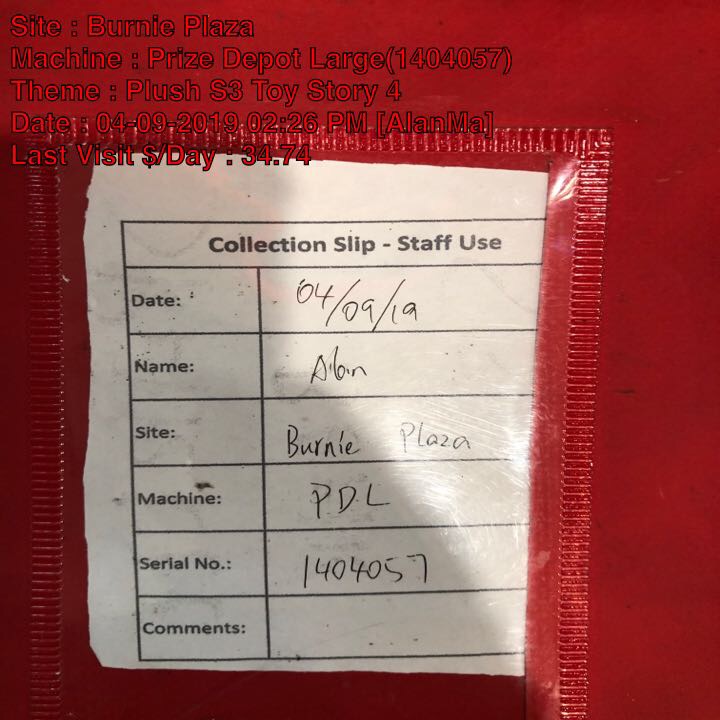 Site : Burnie Plaza
Machine : Prize Depot Large(1404057)
Theme : Plush S3 Toy Story 4
Date : 04-09-2019 02:26 PM [AlanMa]
Last Visit $/Day : 34.74
Collection Slip - Staff Use
Date: 04/09/19
Name:
Site: Burnie Plaza
Machine: PDL
Serial No.: 1404057
Comments: